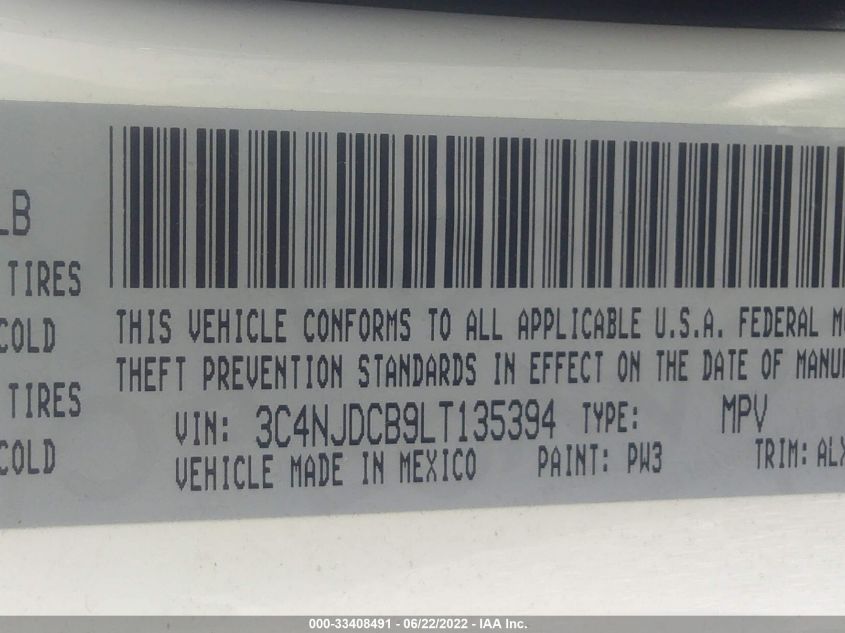 LB
TIRES
COLD
TIRES
COLD
THIS VEHICLE CONFORMS TO ALL APPLICABLE U.S.A. FEDERAL M
THEFT PREVENTION STANDARDS IN EFFECT ON THE DATE OF MANU
VIN: 3C4NJDCB9LT135394 TYPE: MPV
VEHICLE MADE IN MEXICO PAINT: PW3 TRIM: ALX
000-33408491 - 06/22/2022 - IAA Inc.